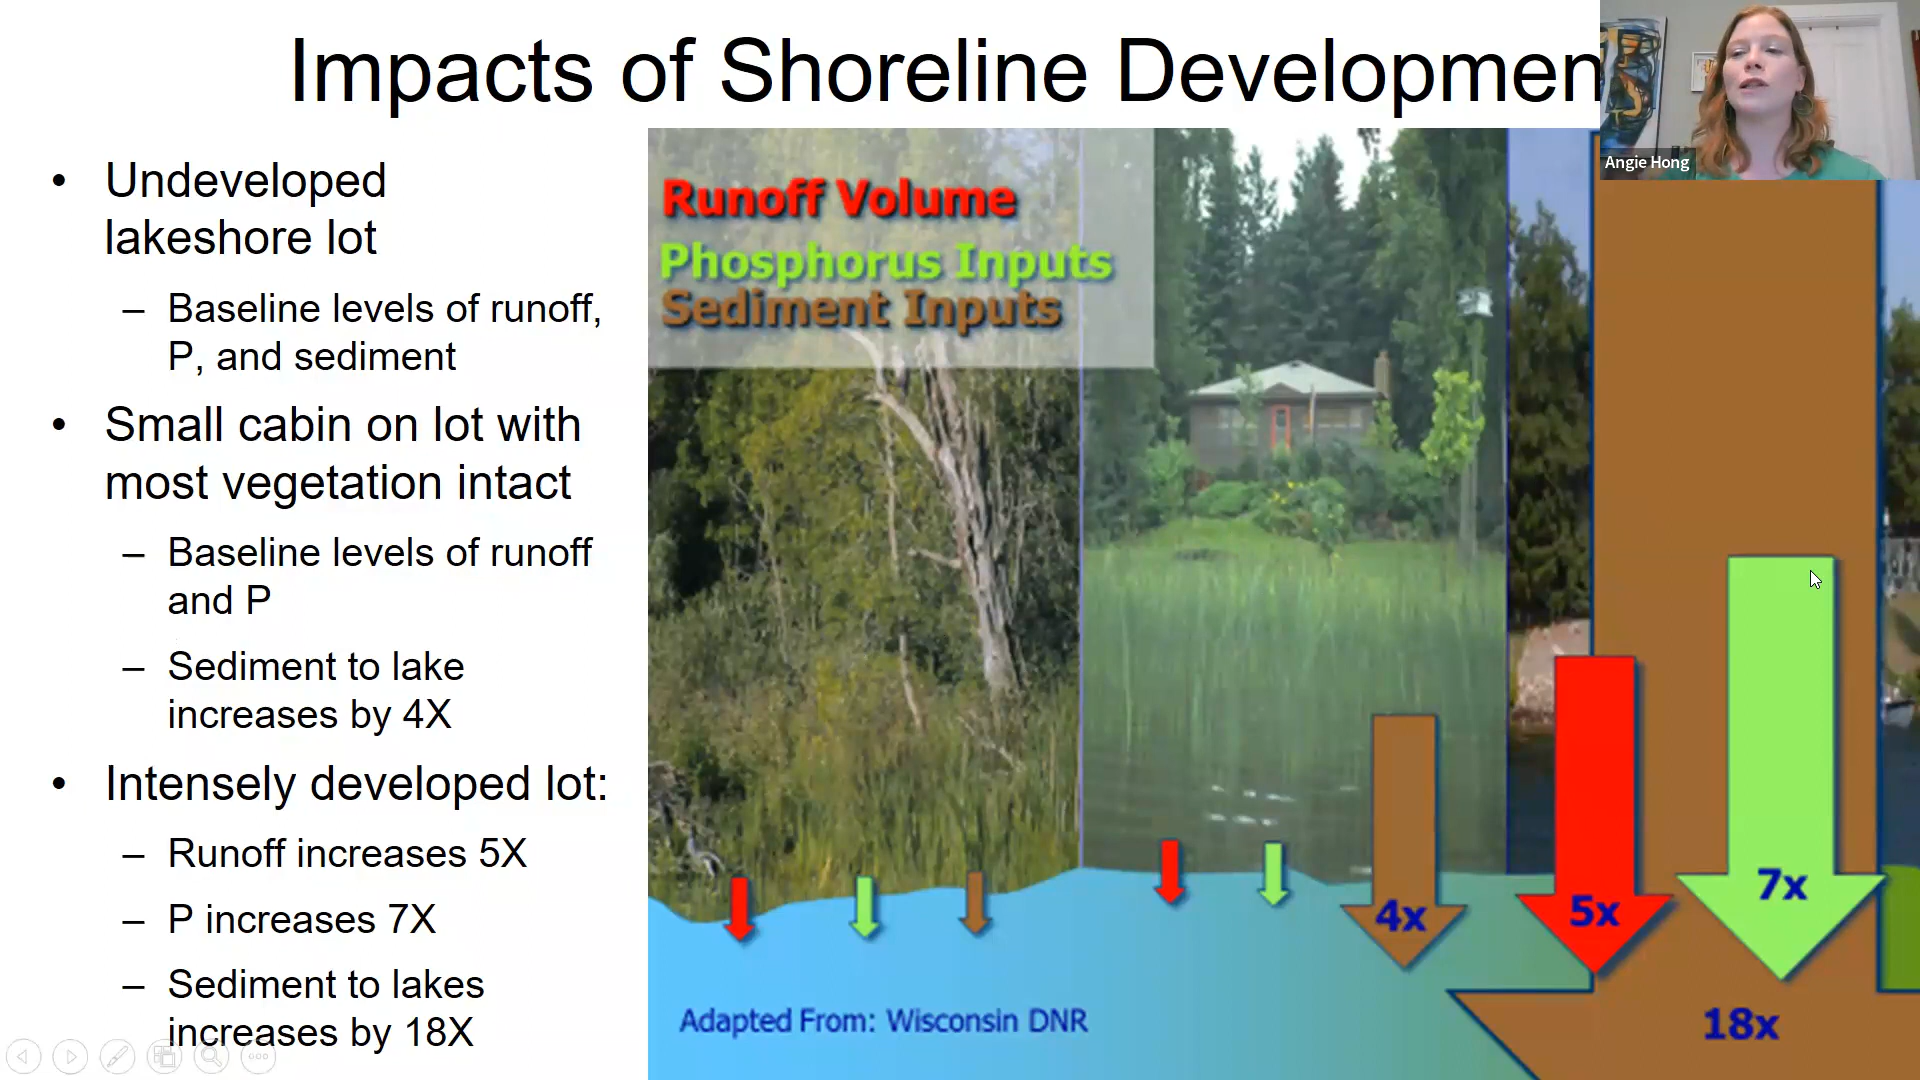 Impacts of Shoreline Developmen
Angie Hong
• Undeveloped
lakeshore lot
– Baseline levels of runoff,
P, and sediment
• Small cabin on lot with
most vegetation intact
– Baseline levels of runoff
and P
– Sediment to lake
increases by 4X
• Intensely developed lot:
– Runoff increases 5X
– P increases 7X
– Sediment to lakes
increases by 18X
Runoff Volume
Phosphorus Inputs
Sediment Inputs
4x
5x
7x
18x
Adapted From: Wisconsin DNR